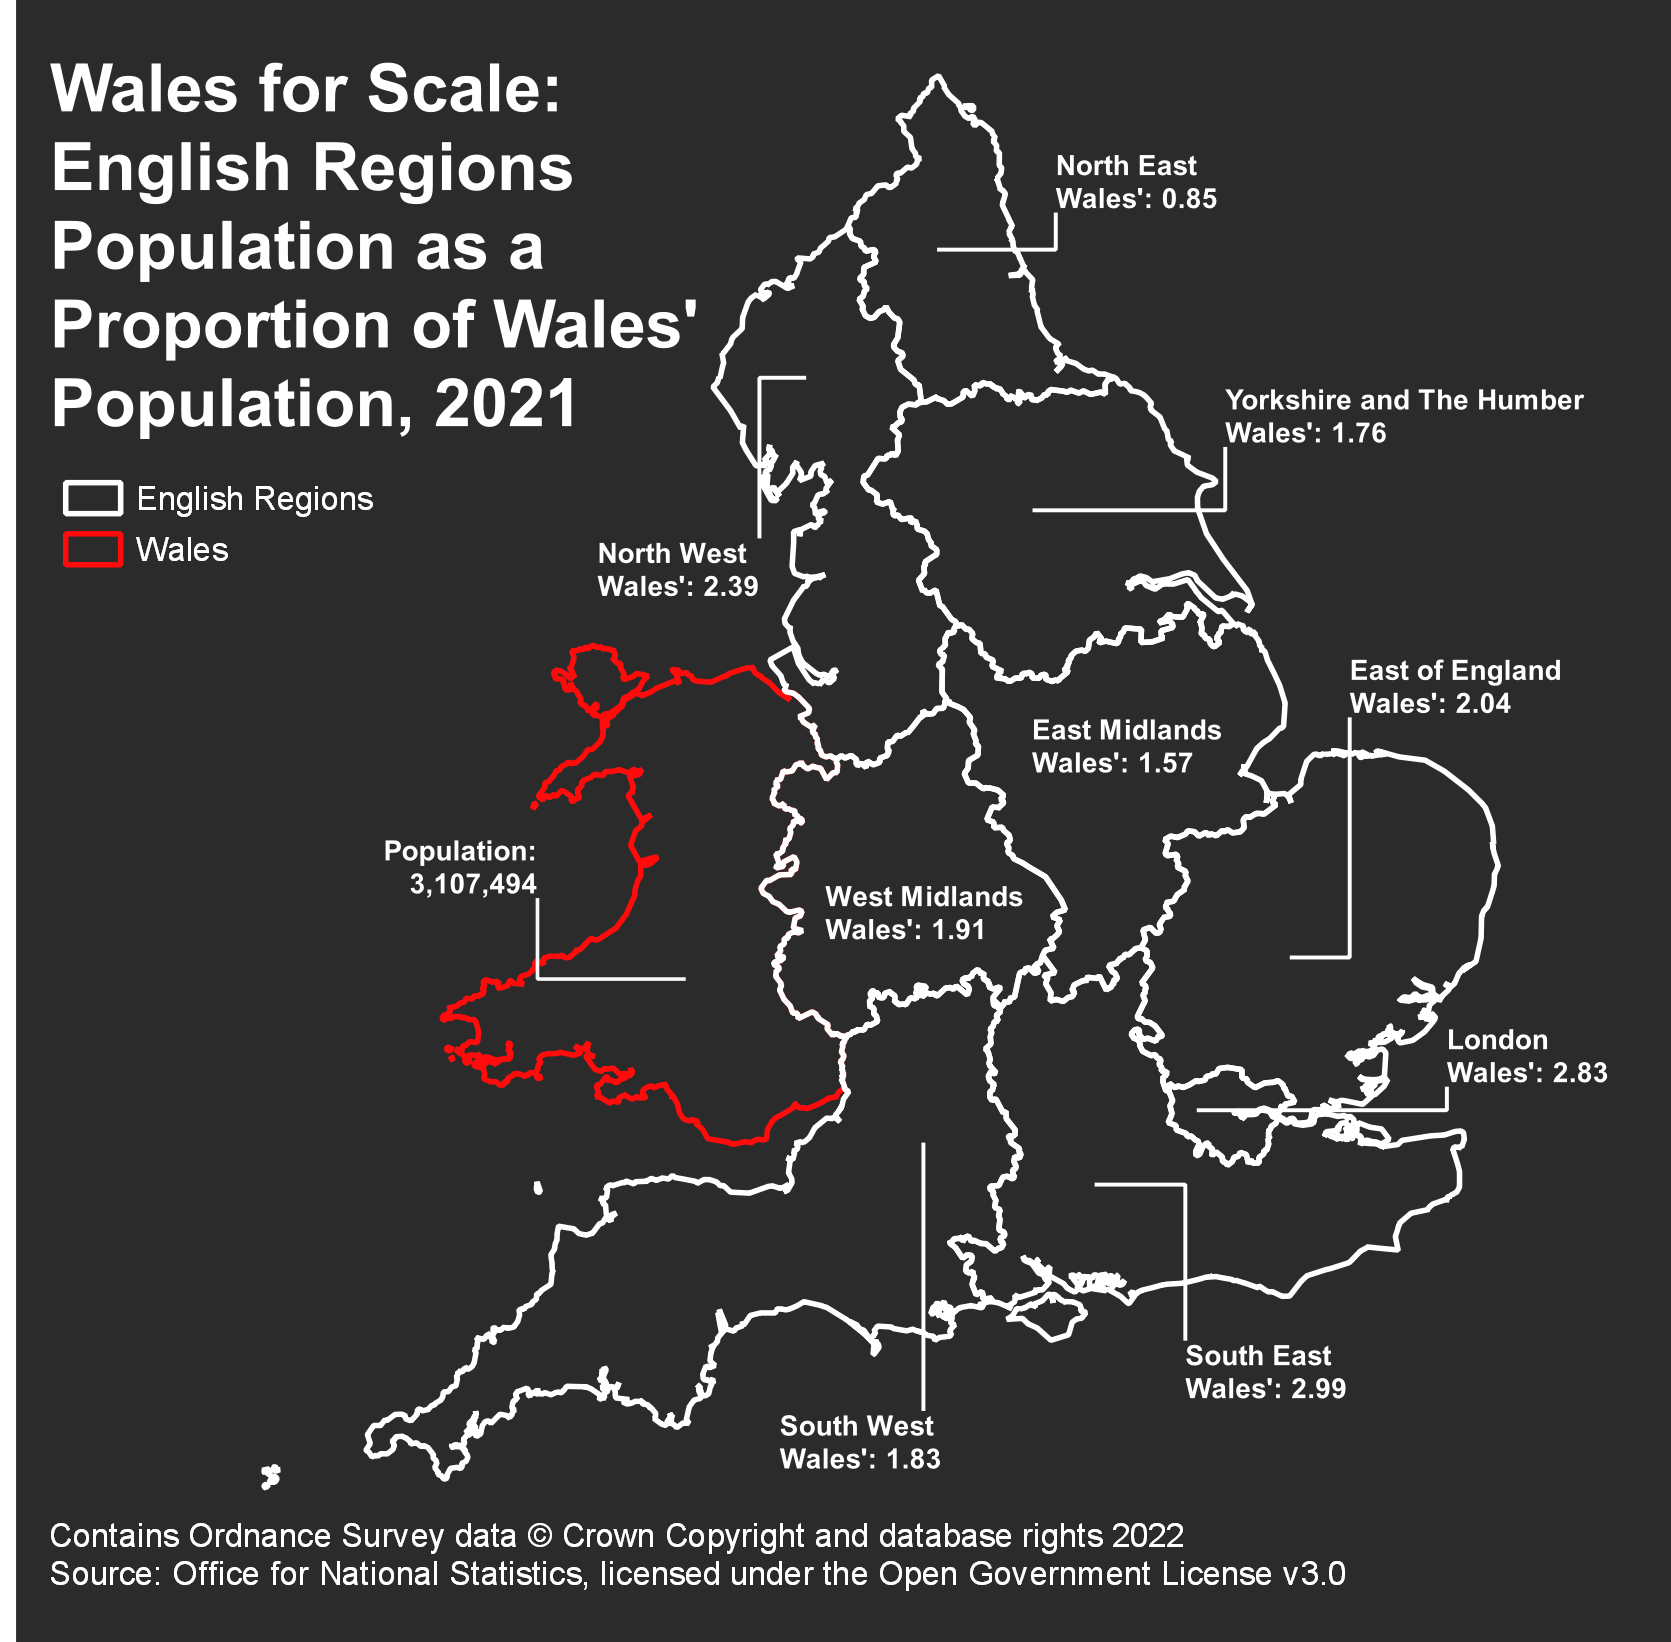 Wales for Scale:
English Regions
Population as a
Proportion of Wales'
Population, 2021
English Regions
Wales
North East
Wales': 0.85
Yorkshire and The Humber
Wales': 1.76
North West
Wales': 2.39
East of England
Wales': 2.04
East Midlands
Wales': 1.57
Population:
3,107,494
West Midlands
Wales': 1.91
London
Wales': 2.83
South East
Wales': 2.99
South West
Wales': 1.83
Contains Ordnance Survey data © Crown Copyright and database rights 2022
Source: Office for National Statistics, licensed under the Open Government License v3.0